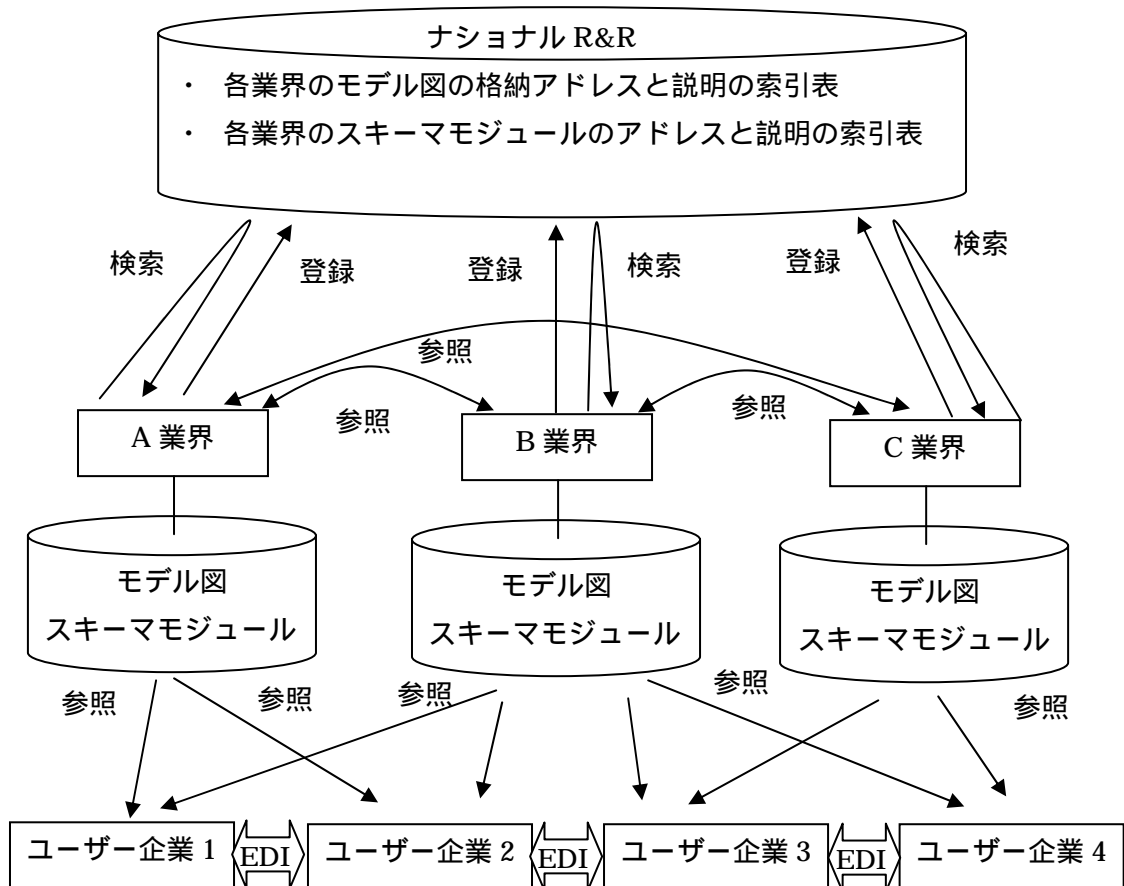 ナショナル R&R
・ 各業界のモデル図の格納アドレスと説明の索引表
・ 各業界のスキーマモジュールのアドレスと説明の索引表
検索
登録
登録
検索
登録
検索
参照
参照
参照
A 業界
B 業界
C 業界
モデル図
スキーマモジュール
モデル図
スキーマモジュール
モデル図
スキーマモジュール
参照
参照
参照
参照
参照
ユーザー企業 1
EDI
ユーザー企業 2
EDI
ユーザー企業 3
EDI
ユーザー企業 4